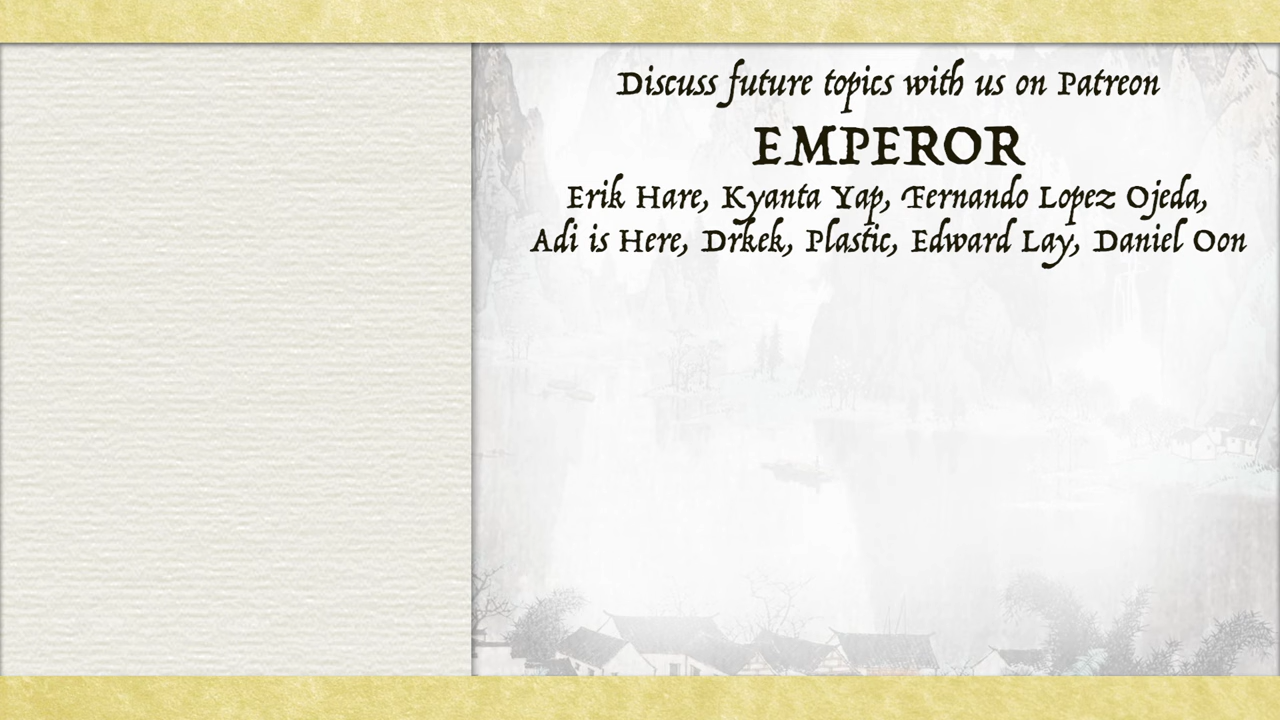 Discuss future topics with us on Patreon
EMPEROR
Erik Hare, Kyanta Yap, Fernando Lopez Ojeda,
Adi is Here, Drkek, Plastic, Edward Lay, Daniel Oon